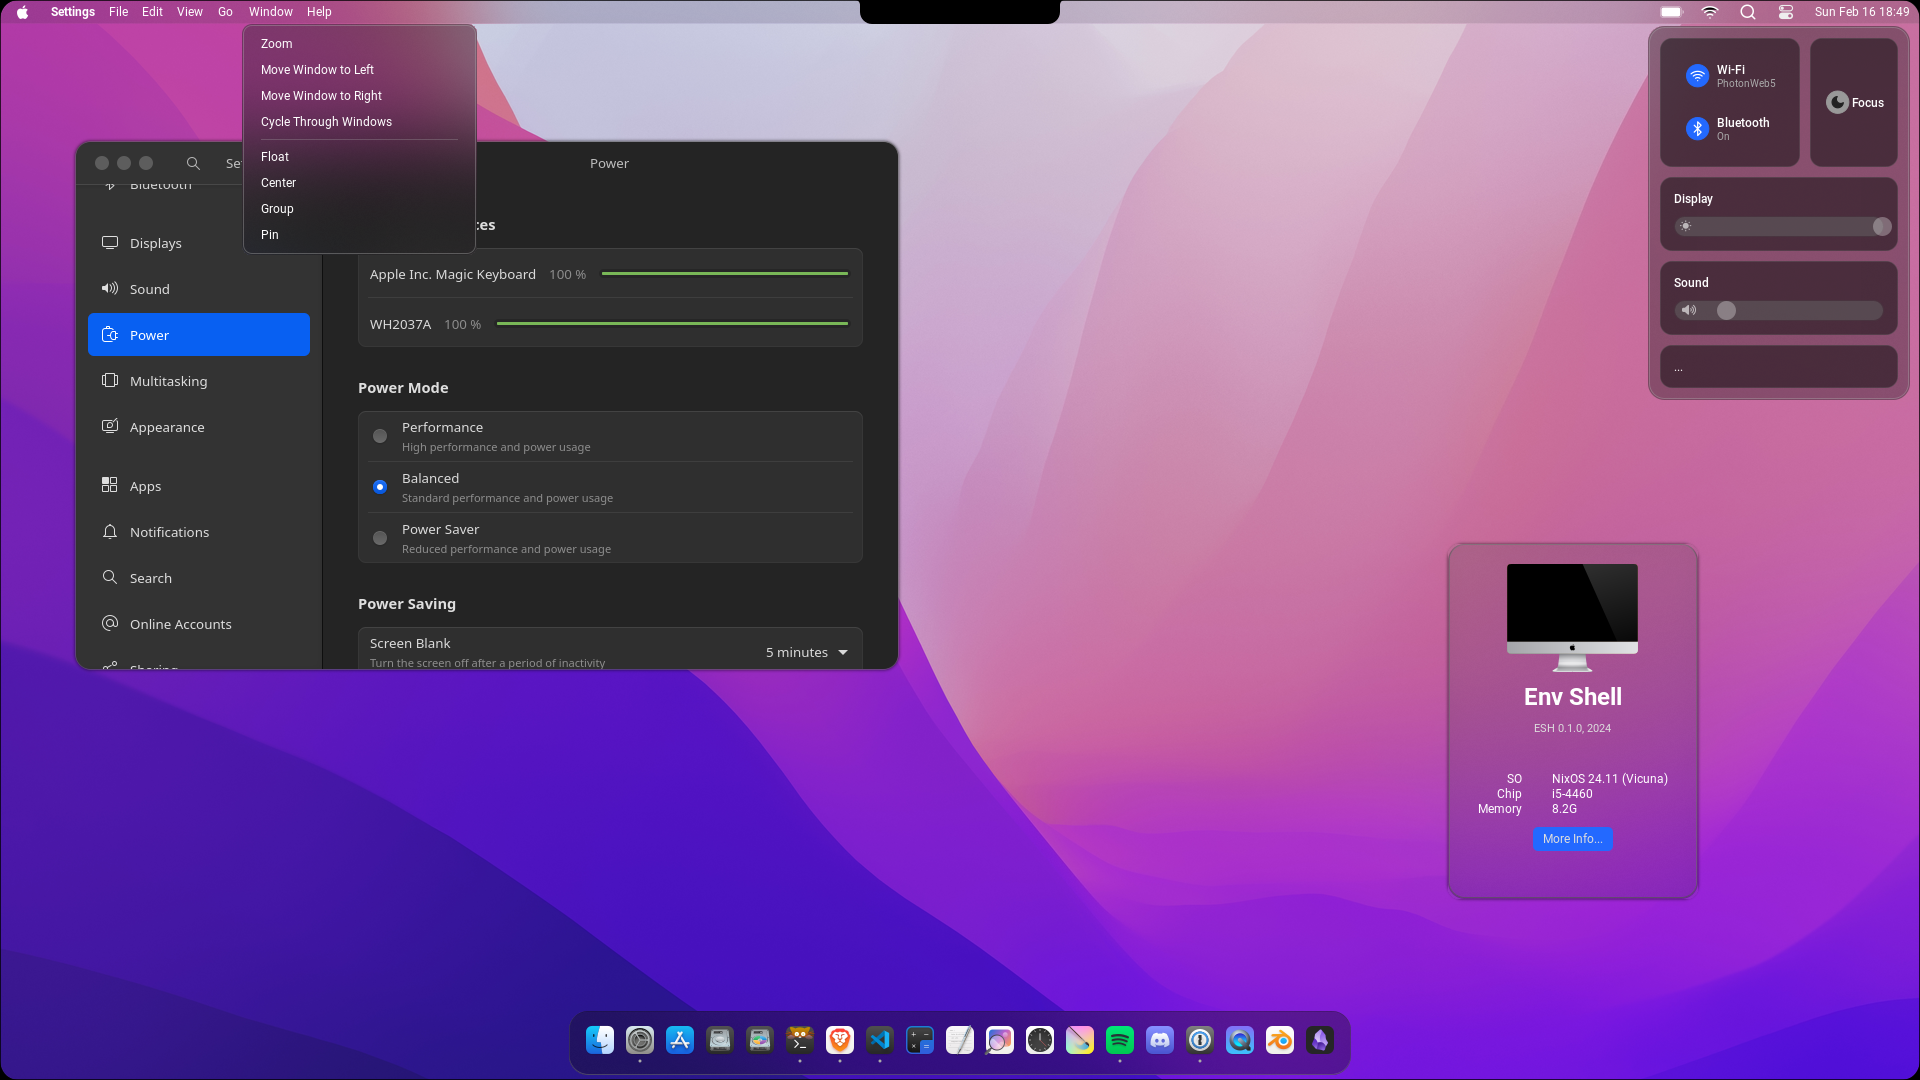 Settings File Edit View Go Window Help
Sun Feb 16 18:49
Zoom
Move Window to Left
Move Window to Right
Cycle Through Windows
Float
Center
Group
Pin
Power
Bluetooth
Displays
Sound
Power
Multitasking
Appearance
Apps
Notifications
Search
Online Accounts
Sharing
Apple Inc. Magic Keyboard 100 %
WH2037A 100 %
Power Mode
Performance
High performance and power usage
Balanced
Standard performance and power usage
Power Saver
Reduced performance and power usage
Power Saving
Screen Blank
Turn the screen off after a period of inactivity
5 minutes
Wi-Fi
PhotonWeb5
Bluetooth
On
Focus
Display
Sound
...
Env Shell
ESH 0.1.0, 2024
SO NixOS 24.11 (Vicuna)
Chip i5-4460
Memory 8.2G
More Info...